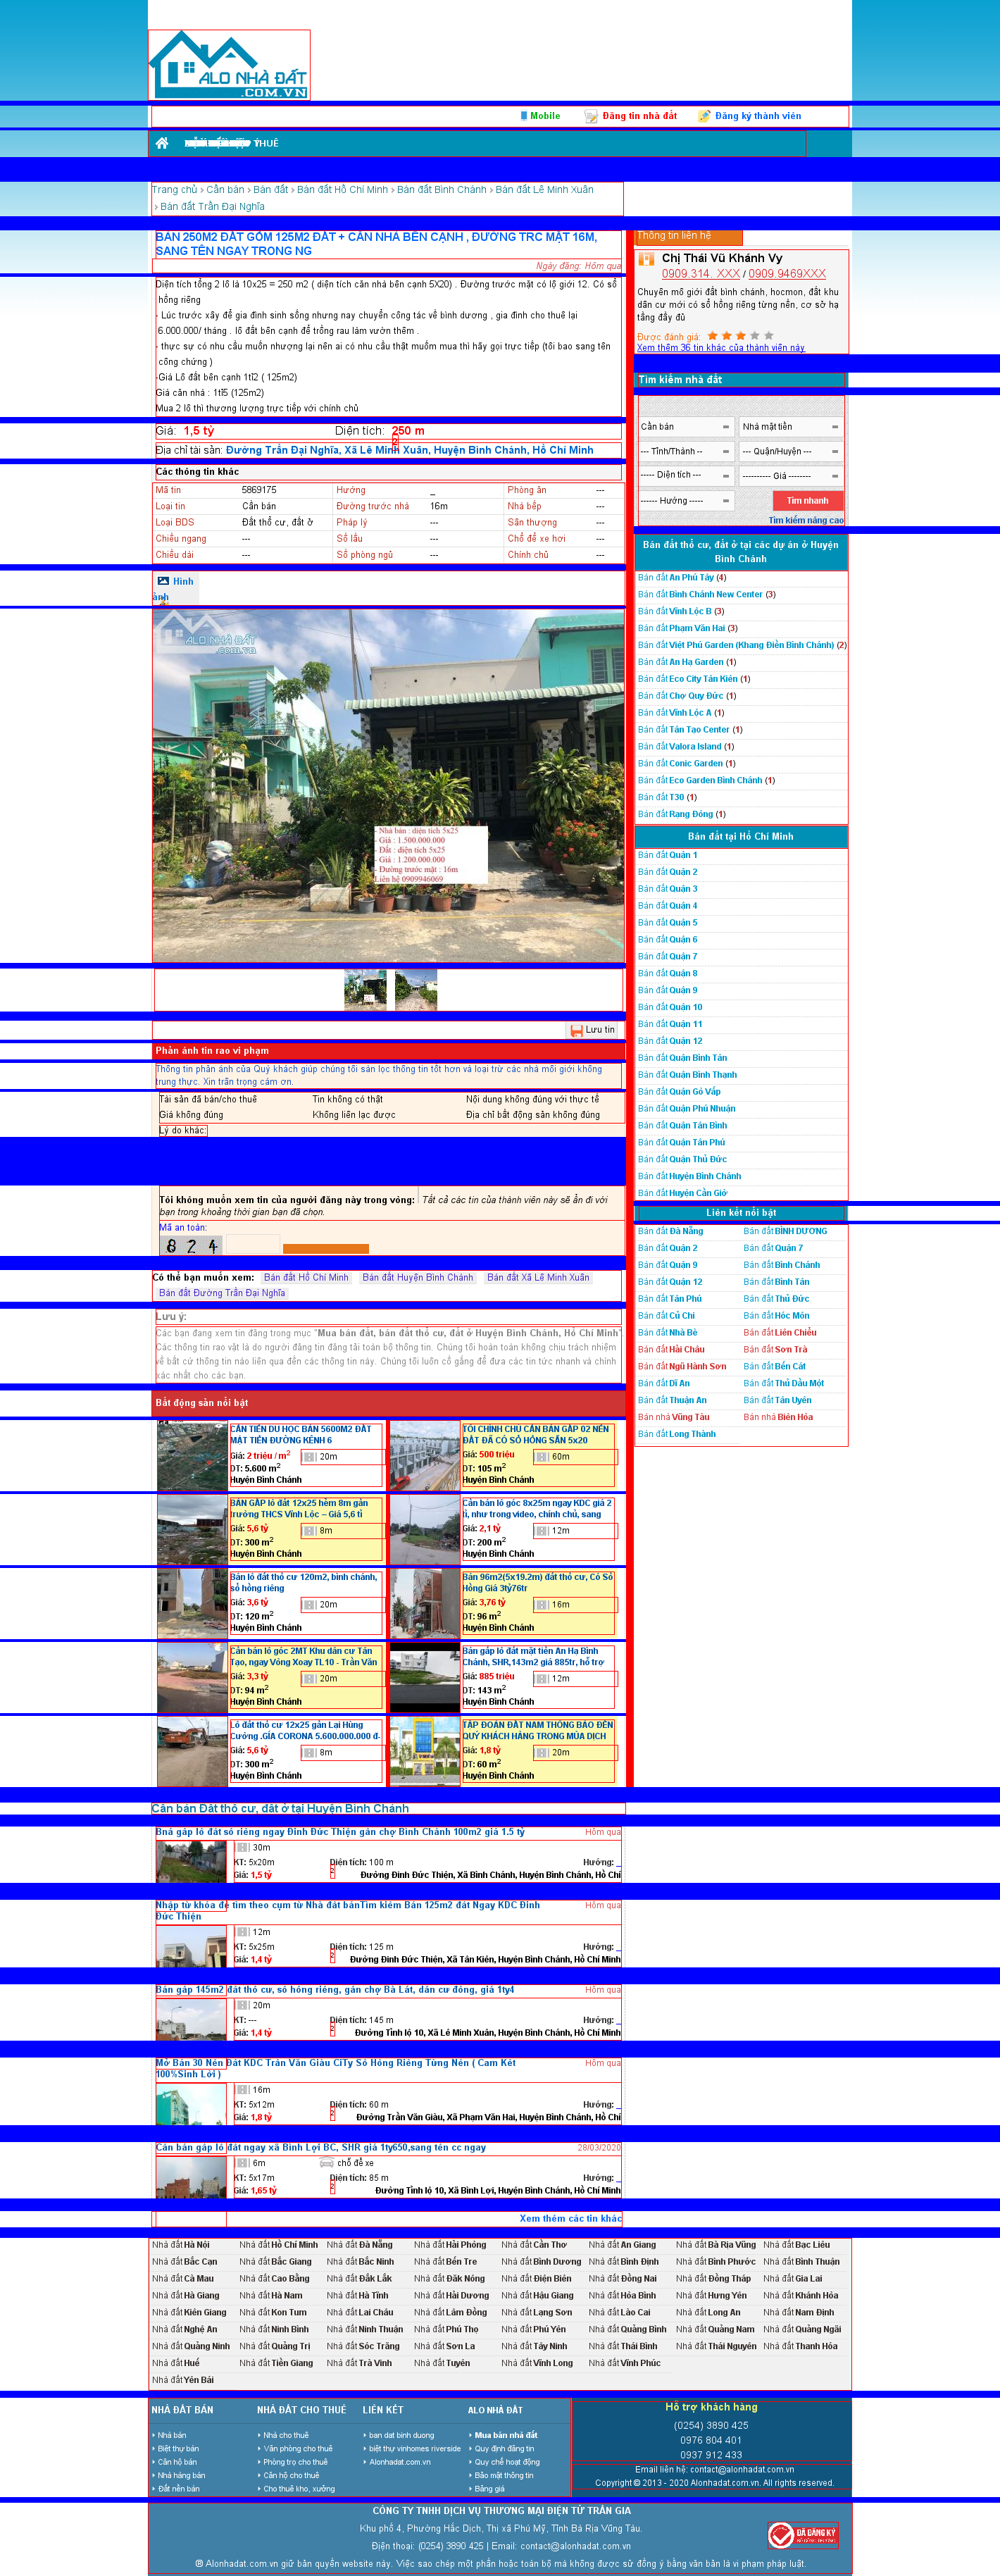 ALO NHÀ ĐẤT
.COM.VN
Mobile
Đăng tin nhà đất
Đăng ký thành viên
Trang chủ › Cần bán › Bán đất › Bán đất Hồ Chí Minh › Bán đất Bình Chánh › Bán đất Lê Minh Xuân
› Bán đất Trần Đại Nghĩa
BÁN 250M2 ĐẤT GỒM 125M2 ĐẤT + CĂN NHÀ BÊN CẠNH , ĐƯỜNG TRC MẶT 16M,
SANG TÊN NGAY TRONG NG
Ngày đăng: Hôm qua
Diện tích tổng 2 lô là 10x25 = 250 m2 ( diện tích căn nhà bên cạnh 5X20) . Đường trước mặt có lộ giới 12. Có sổ
hồng riêng
- Lúc trước xây để gia đình sinh sống nhưng nay chuyển công tác về bình dương , gia đình cho thuê lại
6.000.000/ tháng . lô đất bên cạnh để trồng rau làm vườn thêm .
- thực sự có nhu cầu muốn nhượng lại nên ai có nhu cầu thật muốn mua thì hãy gọi trực tiếp (tôi bao sang tên
công chứng )
-Giá Lô đất bên cạnh 1tỉ2 ( 125m2)
Giá căn nhà : 1tỉ5 (125m2)
Mua 2 lô thì thương lượng trực tiếp với chính chủ
Giá: 1,5 tỷ
Diện tích: 250 m2
Địa chỉ tài sản: Đường Trần Đại Nghĩa, Xã Lê Minh Xuân, Huyện Bình Chánh, Hồ Chí Minh
Các thông tin khác
Mã tin 5869175 Hướng _ Phòng ăn ---
Loại tin Cần bán Đường trước nhà 16m Nhà bếp ---
Loại BDS Đất thổ cư, đất ở Pháp lý --- Sân thượng ---
Chiều ngang --- Số lầu --- Chổ để xe hơi ---
Chiều dài --- Số phòng ngủ --- Chính chủ ---
Hình
ảnh
ALO NHÀ ĐẤT
.com.vn
- Nhà bán : diện tích 5x25
- Giá : 1.500.000.000
- Đất : diện tích 5x25
- Giá : 1.200.000.000
- Đường trước mặt : 16m
Liên hệ 0909946069
Lưu tin
Phản ánh tin rao vi phạm
Thông tin phản ánh của Quý khách giúp chúng tôi sàn lọc thông tin tốt hơn và loại trừ các nhà môi giới không
trung thực. Xin trân trọng cám ơn.
Tài sản đã bán/cho thuê Tin không có thật Nội dung không đúng với thực tế
Giá không đúng Không liên lạc được Địa chỉ bất động sản không đúng
Lý do khác:
Tôi không muốn xem tin của người đăng này trong vòng: Tất cả các tin của thành viên này sẽ ẩn đi với
bạn trong khoảng thời gian bạn đã chọn.
Mã an toàn:
8 2 4
Có thể bạn muốn xem: Bán đất Hồ Chí Minh Bán đất Huyện Bình Chánh Bán đất Xã Lê Minh Xuân
Bán đất Đường Trần Đại Nghĩa
Lưu ý:
Các bạn đang xem tin đăng trong mục "Mua bán đất, bán đất thổ cư, đất ở Huyện Bình Chánh, Hồ Chí Minh"
Các thông tin rao vặt là do người đăng tin đăng tải toàn bộ thông tin. Chúng tôi hoàn toàn không chịu trách nhiệm
về bất cứ thông tin nào liên qua đến các thông tin này. Chúng tôi luôn cố gắng để đưa các tin tức nhanh và chính
xác nhất cho các bạn.
Bất động sản nổi bật
CẦN TIỀN DU HỌC BÁN 5600M2 ĐẤT
MẶT TIỀN ĐƯỜNG KÊNH 6
Giá: 2 triệu / m2
20m
DT: 5.600 m2
Huyện Bình Chánh
TÔI CHÍNH CHỦ CẦN BÁN GẤP 02 NỀN
ĐẤT ĐÃ CÓ SỔ HỒNG SẴN 5x20
Giá: 500 triệu
60m
DT: 105 m2
Huyện Bình Chánh
BÁN GẤP lô đất 12x25 hẻm 8m gần
trường THCS Vĩnh Lộc – Giá 5,6 tỉ
Giá: 5,6 tỷ
8m
DT: 300 m2
Huyện Bình Chánh
Cần bán lô góc 8x25m ngay KDC giá 2
tỉ, như trong video, chính chủ, sang
Giá: 2,1 tỷ
12m
DT: 200 m2
Huyện Bình Chánh
Bán lô đất thổ cư 120m2, bình chánh,
sổ hồng riêng
Giá: 3,6 tỷ
20m
DT: 120 m2
Huyện Bình Chánh
Bán 96m2(5x19.2m) đất thổ cư, Có Sổ
Hồng Giá 3tỷ76tr
Giá: 3,76 tỷ
16m
DT: 96 m2
Huyện Bình Chánh
Cần bán lô góc 2MT Khu dân cư Tân
Tạo, ngay Vòng Xoay TL10 - Trần Văn
Giá: 3,3 tỷ
20m
DT: 94 m2
Huyện Bình Chánh
Bán gấp lô đất mặt tiền An Hạ Bình
Chánh, SHR,143m2 giá 885tr, hỗ trợ
Giá: 885 triệu
12m
DT: 143 m2
Huyện Bình Chánh
Lô đất thổ cư 12x25 gần Lại Hùng
Cường .GÍA CORONA 5.600.000.000 đ-
Giá: 5,6 tỷ
8m
DT: 300 m2
Huyện Bình Chánh
TẬP ĐOÀN ĐẤT NAM THÔNG BÁO ĐẾN
QUÝ KHÁCH HÀNG TRONG MÙA DỊCH
Giá: 1,8 tỷ
20m
DT: 60 m2
Huyện Bình Chánh
Cần bán Đất thổ cư, đất ở tại Huyện Bình Chánh
Bná gấp lô đất sổ riêng ngay Đinh Đức Thiện gần chợ Bình Chánh 100m2 giá 1.5 tỷ
Hôm qua
30m
KT: 5x20m Diện tích: 100 m2 Hướng: _
Giá: 1,5 tỷ Đường Đinh Đức Thiện, Xã Bình Chánh, Huyện Bình Chánh, Hồ Chí
Nhập từ khóa để tìm theo cụm từ Nhà đất bánTìm kiếm Bán 125m2 đất Ngay KDC Đinh
Đức Thiện
Hôm qua
12m
KT: 5x25m Diện tích: 125 m2 Hướng: _
Giá: 1,4 tỷ Đường Đinh Đức Thiện, Xã Tân Kiên, Huyện Bình Chánh, Hồ Chí Minh
Bán gấp 145m2 đất thổ cư, sổ hồng riêng, gần chợ Bà Lát, dân cư đông, giá 1ty4
Hôm qua
20m
KT: --- Diện tích: 145 m2 Hướng: _
Giá: 1,4 tỷ Đường Tỉnh lộ 10, Xã Lê Minh Xuân, Huyện Bình Chánh, Hồ Chí Minh
Mở Bán 30 Nền Đất KDC Trần Văn Giàu CiTy Sổ Hồng Riêng Từng Nền ( Cam Kết
100%Sinh Lời )
Hôm qua
16m
KT: 5x12m Diện tích: 60 m2 Hướng: _
Giá: 1,8 tỷ Đường Trần Văn Giàu, Xã Phạm Văn Hai, Huyện Bình Chánh, Hồ Chí
Cần bán gấp lô đất ngay xã Bình Lợi BC, SHR giá 1ty650,sang tên cc ngay
28/03/2020
6m chổ để xe
KT: 5x17m Diện tích: 85 m2 Hướng: _
Giá: 1,65 tỷ Đường Tỉnh lộ 10, Xã Bình Lợi, Huyện Bình Chánh, Hồ Chí Minh
Xem thêm các tin khác
Thông tin liên hệ
Chị Thái Vũ Khánh Vy
0909.314. XXX / 0909.9469XXX
Chuyên mô giới đất bình chánh, hocmon, đất khu
dân cư mới có sổ hồng riêng từng nền, cơ sở hạ
tầng đầy đủ
Được đánh giá:
Xem thêm 36 tin khác của thành viên này
Tìm kiếm nhà đất
Cần bán Nhà mặt tiền
--- Tỉnh/Thành -- --- Quận/Huyện ---
----- Diện tích --- ---------- Giá --------
------ Hướng ----- Tìm nhanh
Tìm kiếm nâng cao
Bán đất thổ cư, đất ở tại các dự án ở Huyện
Bình Chánh
Bán đất An Phú Tây (4)
Bán đất Bình Chánh New Center (3)
Bán đất Vĩnh Lộc B (3)
Bán đất Phạm Văn Hai (3)
Bán đất Việt Phú Garden (Khang Điền Bình Chánh) (2)
Bán đất An Hạ Garden (1)
Bán đất Eco City Tân Kiên (1)
Bán đất Chợ Quy Đức (1)
Bán đất Vĩnh Lộc A (1)
Bán đất Tân Tạo Center (1)
Bán đất Valora Island (1)
Bán đất Conic Garden (1)
Bán đất Eco Garden Bình Chánh (1)
Bán đất T30 (1)
Bán đất Rạng Đông (1)
Bán đất tại Hồ Chí Minh
Bán đất Quận 1
Bán đất Quận 2
Bán đất Quận 3
Bán đất Quận 4
Bán đất Quận 5
Bán đất Quận 6
Bán đất Quận 7
Bán đất Quận 8
Bán đất Quận 9
Bán đất Quận 10
Bán đất Quận 11
Bán đất Quận 12
Bán đất Quận Bình Tân
Bán đất Quận Bình Thạnh
Bán đất Quận Gò Vấp
Bán đất Quận Phú Nhuận
Bán đất Quận Tân Bình
Bán đất Quận Tân Phú
Bán đất Quận Thủ Đức
Bán đất Huyện Bình Chánh
Bán đất Huyện Cần Giờ
Liên kết nổi bật
Bán đất Đà Nẵng Bán đất BÌNH DƯƠNG
Bán đất Quận 2 Bán đất Quận 7
Bán đất Quận 9 Bán đất Bình Chánh
Bán đất Quận 12 Bán đất Bình Tân
Bán đất Tân Phú Bán đất Thủ Đức
Bán đất Củ Chi Bán đất Hóc Môn
Bán đất Nhà Bè Bán đất Liên Chiểu
Bán đất Hải Châu Bán đất Sơn Trà
Bán đất Ngũ Hành Sơn Bán đất Bến Cát
Bán đất Dĩ An Bán đất Thủ Dầu Một
Bán đất Thuận An Bán đất Tân Uyên
Bán nhà Vũng Tàu Bán nhà Biên Hòa
Bán đất Long Thành
Nhà đất Hà Nội Nhà đất Hồ Chí Minh Nhà đất Đà Nẵng Nhà đất Hải Phòng Nhà đất Cần Thơ Nhà đất An Giang Nhà đất Bà Rịa Vũng Nhà đất Bạc Liêu
Nhà đất Bắc Cạn Nhà đất Bắc Giang Nhà đất Bắc Ninh Nhà đất Bến Tre Nhà đất Bình Dương Nhà đất Bình Định Nhà đất Bình Phước Nhà đất Bình Thuận
Nhà đất Cà Mau Nhà đất Cao Bằng Nhà đất Đắk Lắk Nhà đất Đăk Nông Nhà đất Điện Biên Nhà đất Đồng Nai Nhà đất Đồng Tháp Nhà đất Gia Lai
Nhà đất Hà Giang Nhà đất Hà Nam Nhà đất Hà Tĩnh Nhà đất Hải Dương Nhà đất Hậu Giang Nhà đất Hòa Bình Nhà đất Hưng Yên Nhà đất Khánh Hòa
Nhà đất Kiên Giang Nhà đất Kon Tum Nhà đất Lai Châu Nhà đất Lâm Đồng Nhà đất Lạng Sơn Nhà đất Lào Cai Nhà đất Long An Nhà đất Nam Định
Nhà đất Nghệ An Nhà đất Ninh Bình Nhà đất Ninh Thuận Nhà đất Phú Thọ Nhà đất Phú Yên Nhà đất Quảng Bình Nhà đất Quảng Nam Nhà đất Quảng Ngãi
Nhà đất Quảng Ninh Nhà đất Quảng Trị Nhà đất Sóc Trăng Nhà đất Sơn La Nhà đất Tây Ninh Nhà đất Thái Bình Nhà đất Thái Nguyên Nhà đất Thanh Hóa
Nhà đất Huế Nhà đất Tiền Giang Nhà đất Trà Vinh Nhà đất Tuyên Nhà đất Vĩnh Long Nhà đất Vĩnh Phúc
Nhà đất Yên Bái
NHÀ ĐẤT BÁN
Nhà bán
Biệt thự bán
Căn hộ bán
Nhà hàng bán
Đất nền bán
NHÀ ĐẤT CHO THUÊ
Nhà cho thuê
Văn phòng cho thuê
Phòng trọ cho thuê
Căn hộ cho thuê
Cho thuê kho, xưởng
LIÊN KẾT
ban dat binh duong
biệt thự vinhomes riverside
Alonhadat.com.vn
ALO NHÀ ĐẤT
Mua bán nhà đất
Quy định đăng tin
Quy chế hoạt động
Bảo mật thông tin
Bảng giá
Hỗ trợ khách hàng
(0254) 3890 425
0976 804 401
0937 912 433
Email liên hệ: contact@alonhadat.com.vn
Copyright © 2013 - 2020 Alonhadat.com.vn. All rights reserved.
CÔNG TY TNHH DỊCH VỤ THƯƠNG MẠI ĐIỆN TỬ TRẦN GIA
Khu phố 4, Phường Hắc Dịch, Thị xã Phú Mỹ, Tỉnh Bà Rịa Vũng Tàu.
Điện thoại: (0254) 3890 425 | Email: contact@alonhadat.com.vn
ĐÃ ĐĂNG KÝ
® Alonhadat.com.vn giữ bản quyền website này. Việc sao chép một phần hoặc toàn bộ mà không được sự đồng ý bằng văn bản là vi phạm pháp luật.